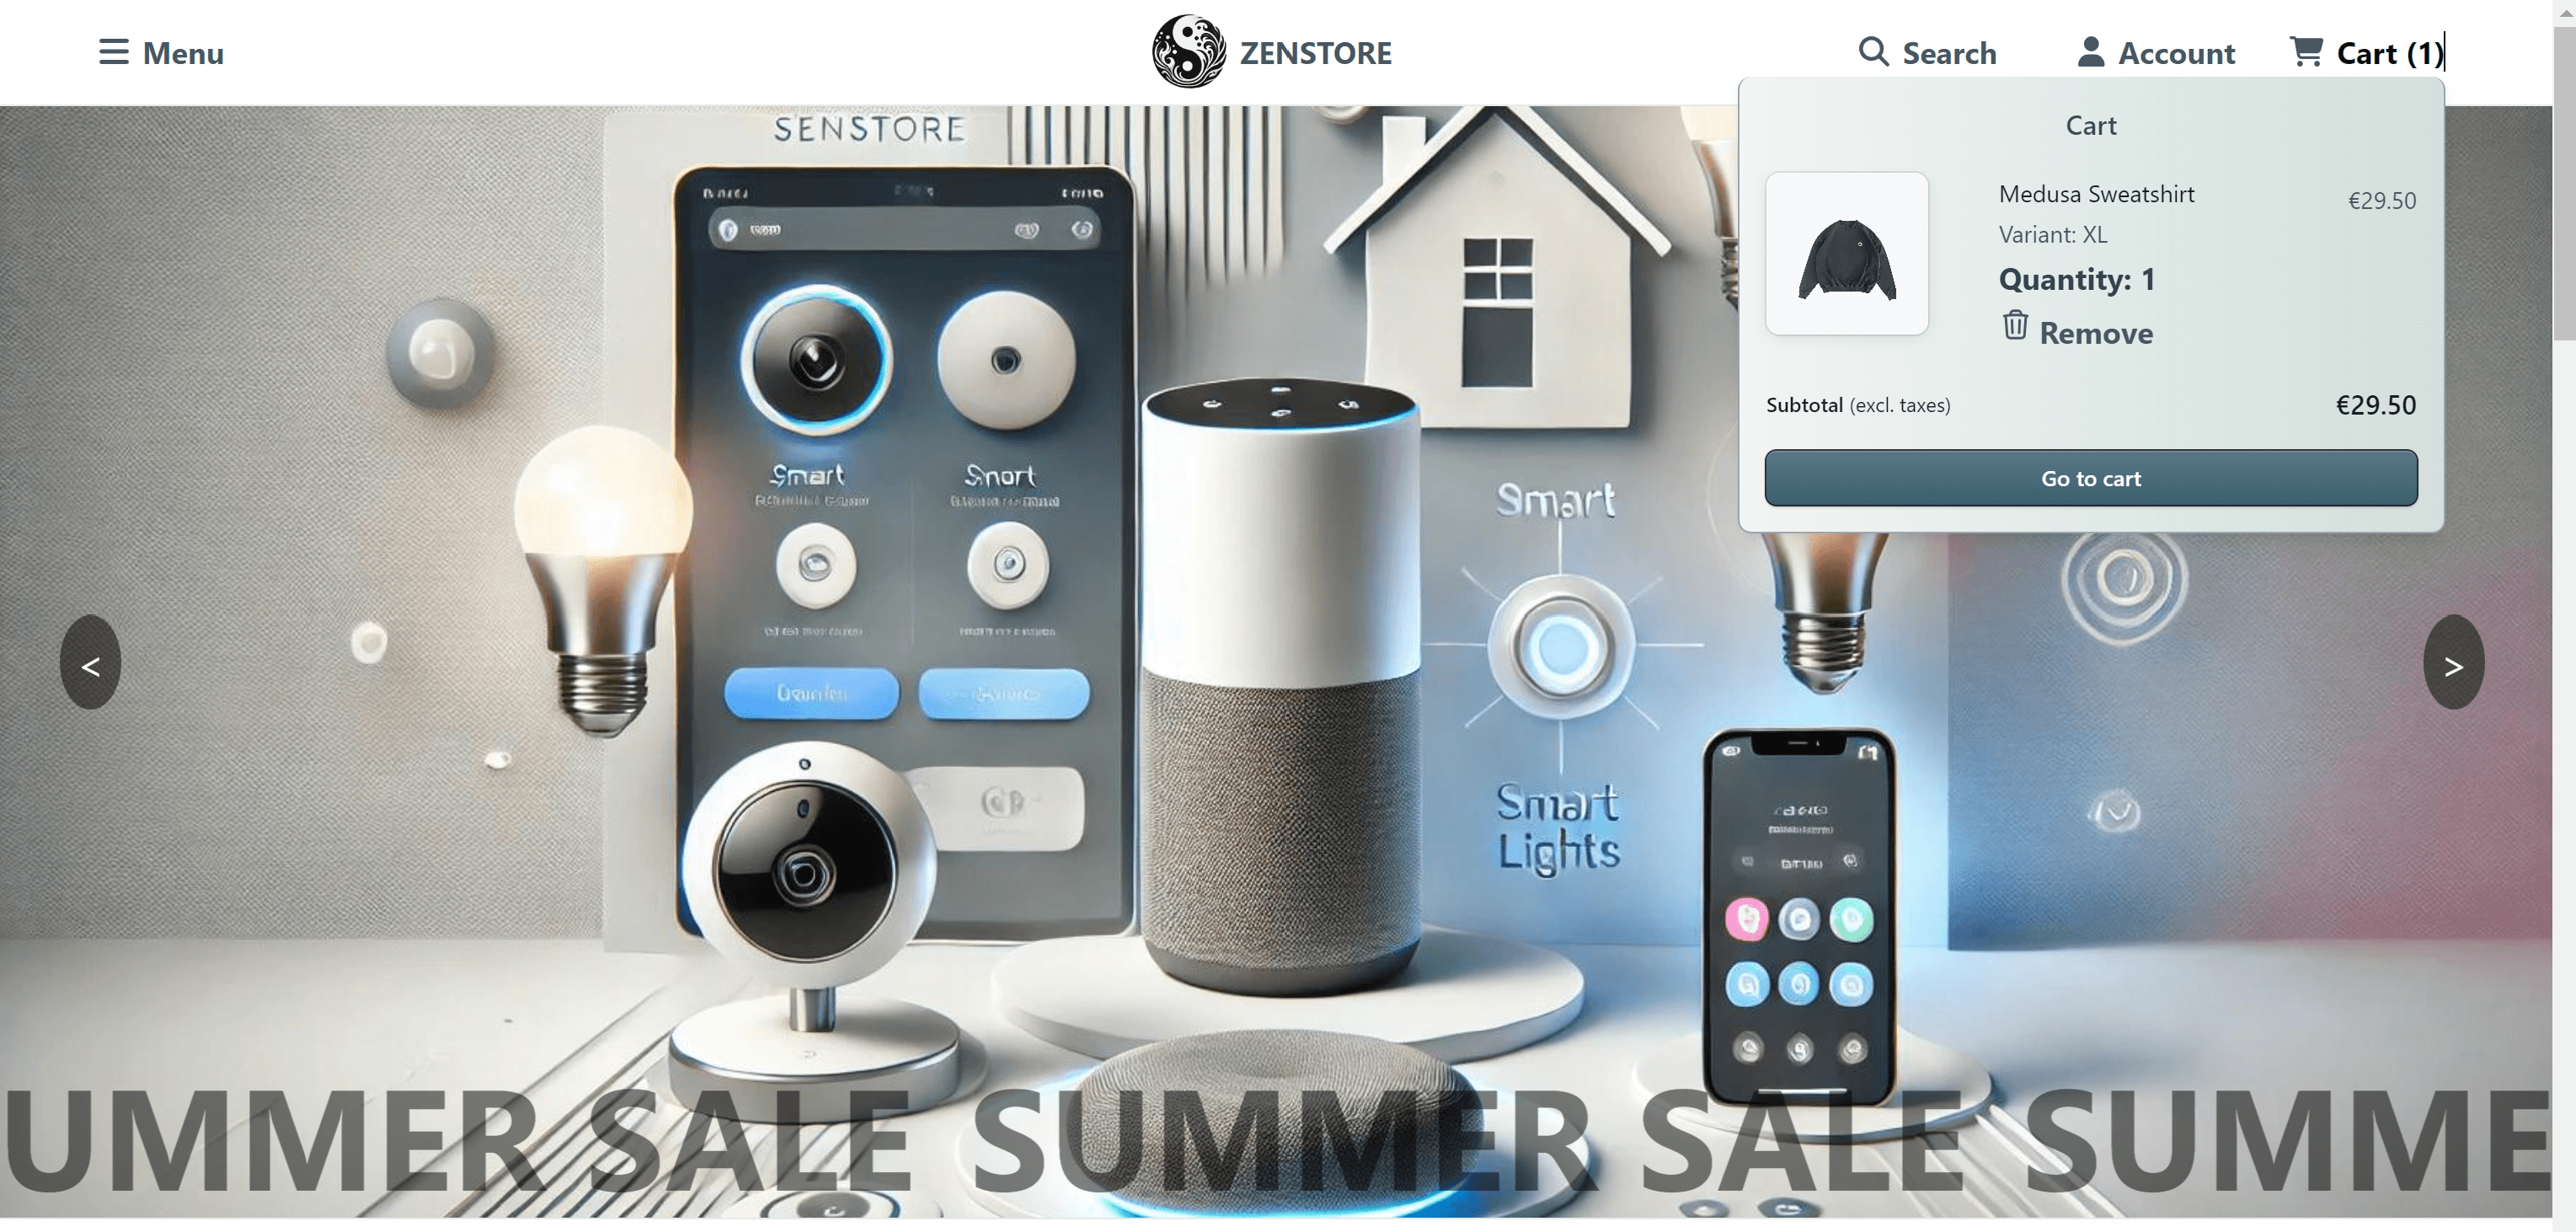 Menu
ZENSTORE
Search
Account
Cart (1)
SENSTORE
Cart
Medusa Sweatshirt
€29.50
Variant: XL
Quantity: 1
Remove
Subtotal (excl. taxes)
€29.50
Go to cart
Smart
Snort
Smart
<
>
Smart
Lights
UMMER SALE SUMMER SALE SUMME